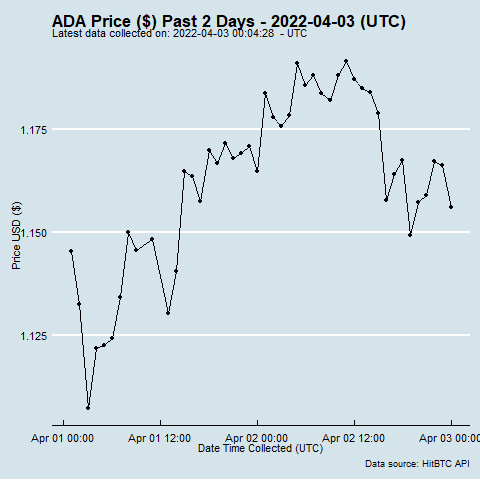 ADA Price ($) Past 2 Days - 2022-04-03 (UTC)
Latest data collected on: 2022-04-03 00:04:28 - UTC
1.175
1.150
1.125
Price USD ($)
Apr 01 00:00 Apr 01 12:00 Apr 02 00:00 Apr 02 12:00 Apr 03 00:00
Date Time Collected (UTC)
Data source: HitBTC API